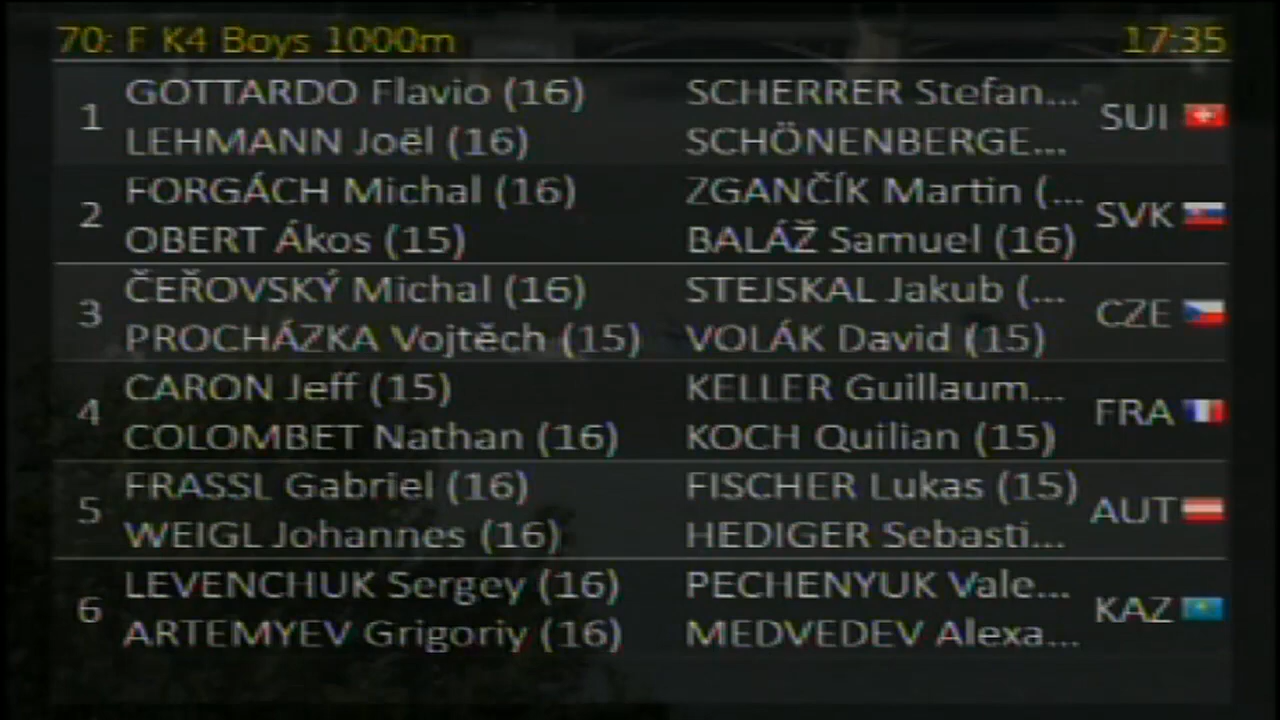 70: F K4 Boys 1000m 17:35
1 GOTTARDO Flavio (16) SCHERRER Stefan... SUI
LEHMANN Joël (16) SCHÖNENBERGE...
2 FORGÁCH Michal (16) ZGANČÍK Martin (... SVK
OBERT Ákos (15) BALÁŽ Samuel (16)
3 ČEŘOVSKÝ Michal (16) STEJSKAL Jakub (... CZE
PROCHÁZKA Vojtěch (15) VOLÁK David (15)
4 CARON Jeff (15) KELLER Guillaum... FRA
COLOMBET Nathan (16) KOCH Quilian (15)
5 FRASSL Gabriel (16) FISCHER Lukas (15) AUT
WEIGL Johannes (16) HEDIGER Sebasti...
6 LEVENCHUK Sergey (16) PECHENYUK Vale... KAZ
ARTEMYEV Grigoriy (16) MEDVEDEV Alexa...